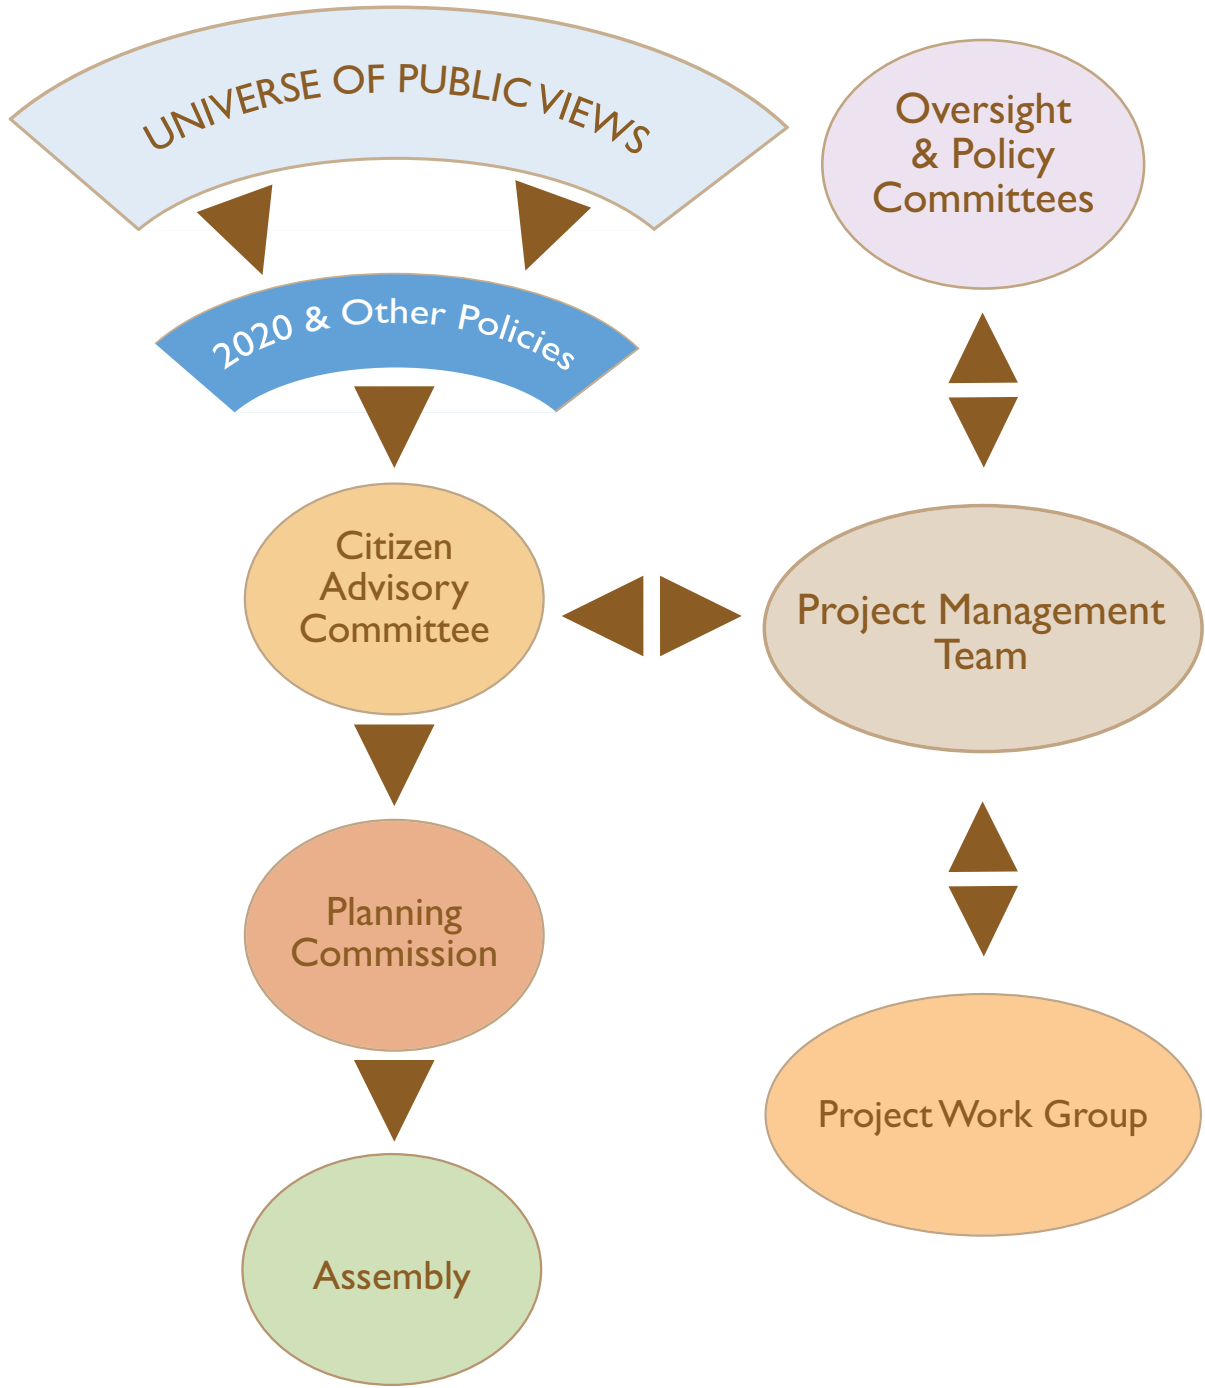 UNIVERSE OF PUBLIC VIEWS
2020 & Other Policies
Citizen
Advisory
Committee
Planning
Commission
Assembly
Oversight
& Policy
Committees
Project Management
Team
Project Work Group